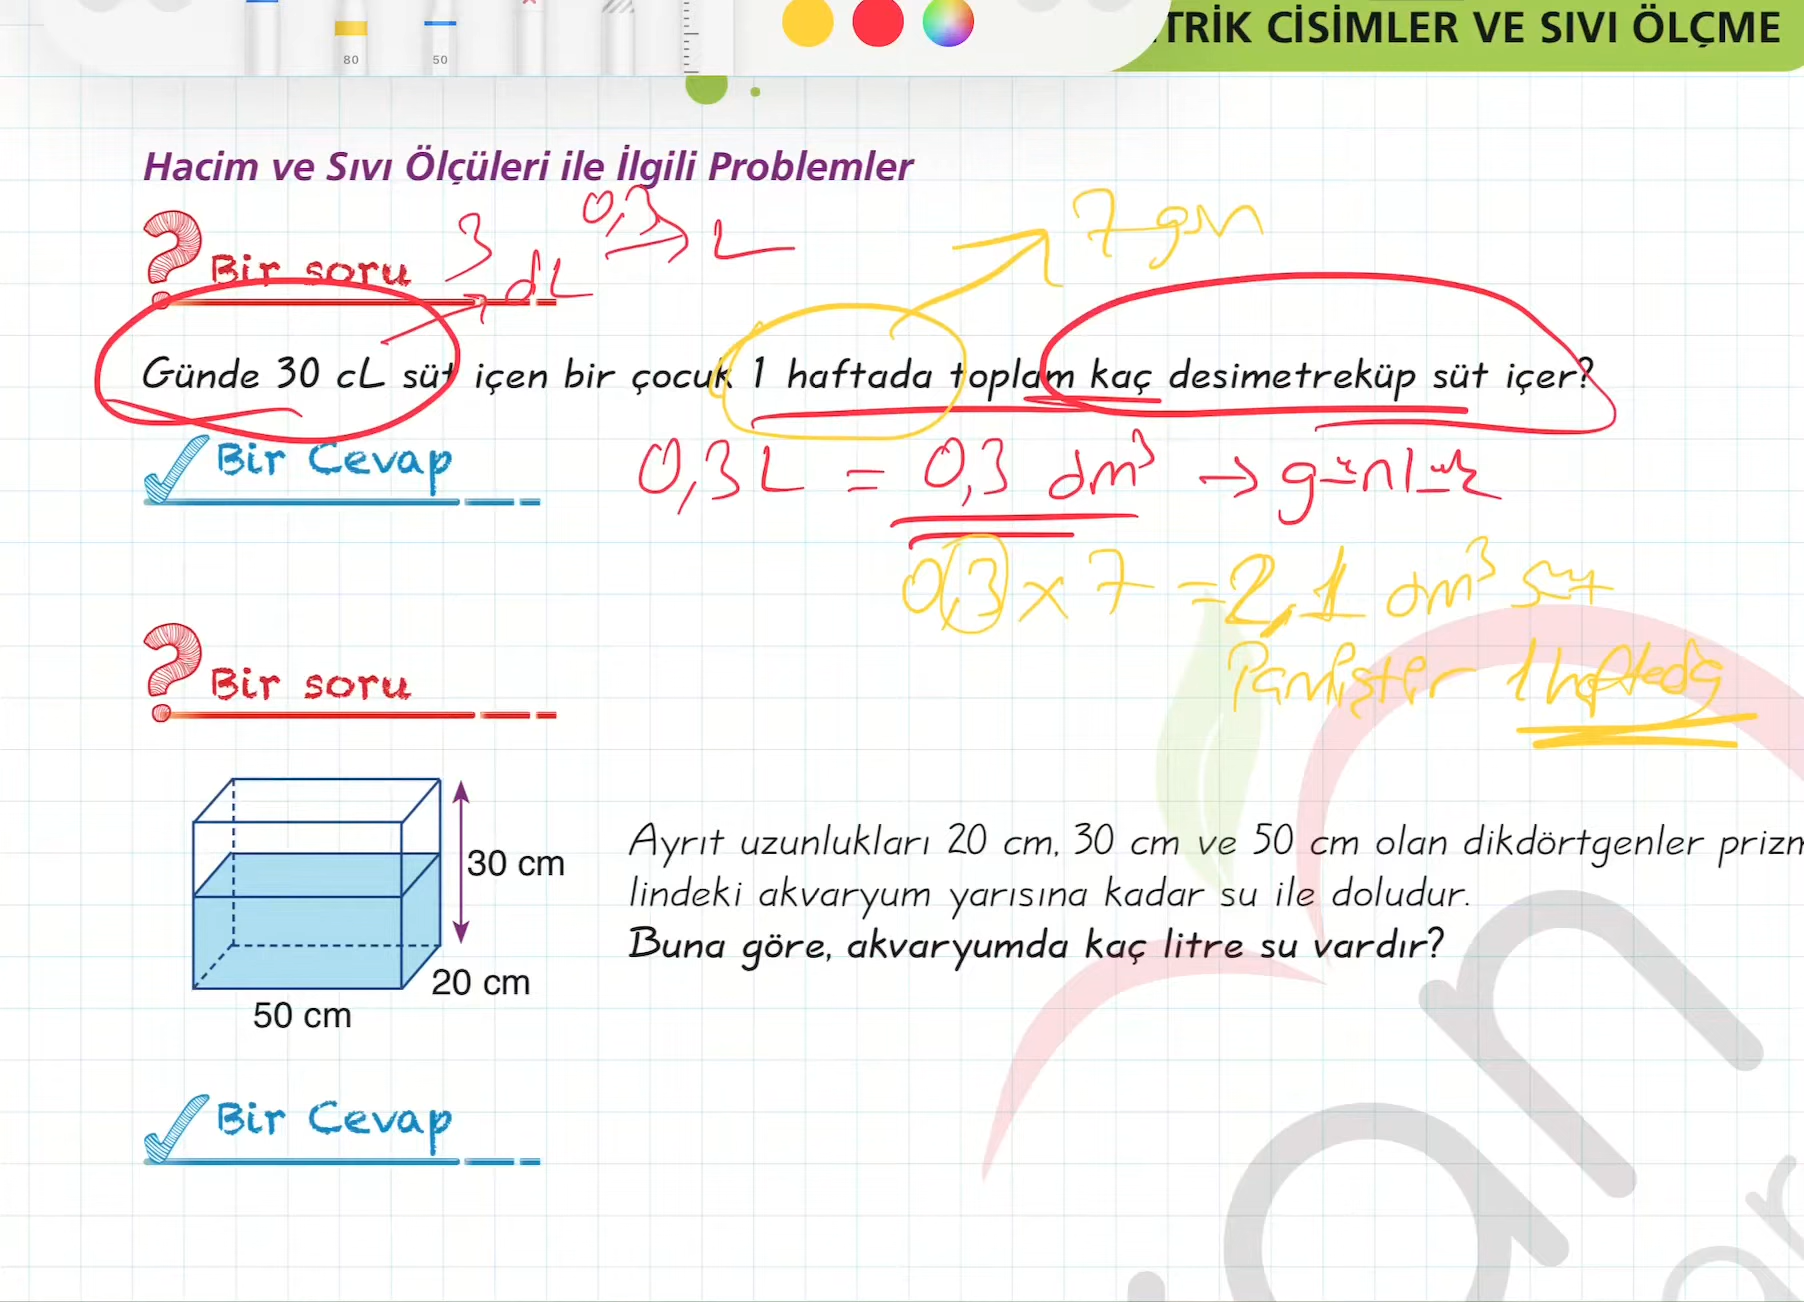 80
50
TRİK CİSİMLER VE SIVI ÖLÇME
Hacim ve Sıvı Ölçüleri ile İlgili Problemler
Bir soru
3 dL
0,3 L
7 gün
Günde 30 cL süt içen bir çocuk 1 haftada toplam kaç desimetreküp süt içer?
Bir Cevap
0,3 L = 0,3 dm³ → günlük
0,3 x 7 = 2,1 dm³ süt
1 haftada
Bir soru
30 cm
20 cm
50 cm
Ayrıt uzunlukları 20 cm, 30 cm ve 50 cm olan dikdörtgenler prizm
lindeki akvaryum yarısına kadar su ile doludur.
Buna göre, akvaryumda kaç litre su vardır?
Bir Cevap
an
ar